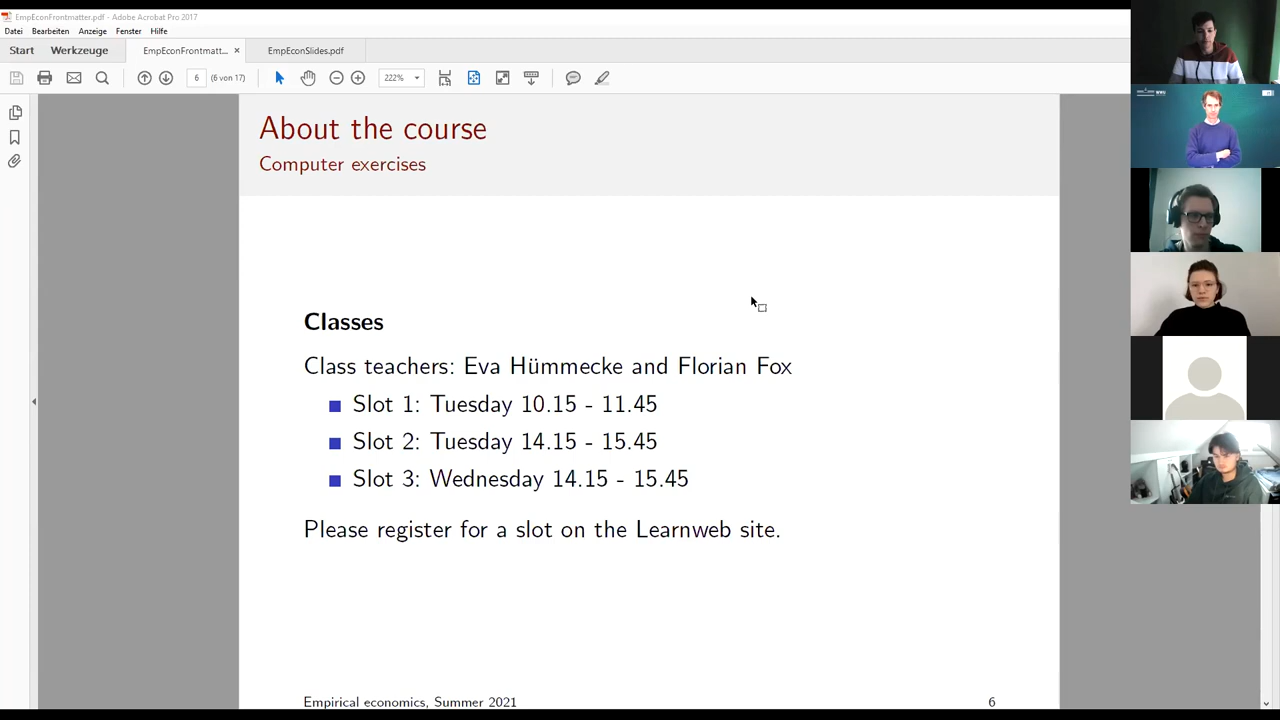 EmpEconFrontmatter.pdf - Adobe Acrobat Pro 2017
Datei Bearbeiten Anzeige Fenster Hilfe
Start Werkzeuge EmpEconFrontmatt... × EmpEconSlides.pdf
6 (6 von 17) 222%
About the course
Computer exercises
Classes
Class teachers: Eva Hümmecke and Florian Fox
Slot 1: Tuesday 10.15 - 11.45
Slot 2: Tuesday 14.15 - 15.45
Slot 3: Wednesday 14.15 - 15.45
Please register for a slot on the Learnweb site.
Empirical economics, Summer 2021 6